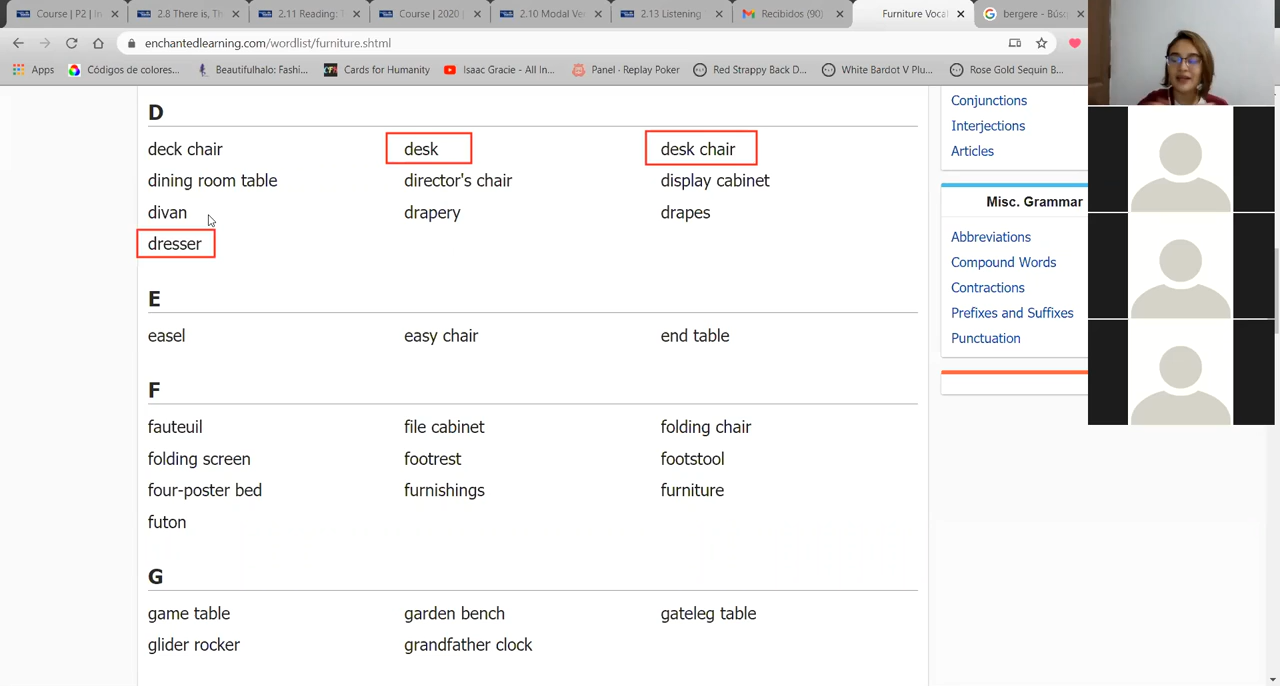 Course | P2 | In
2.8 There is, Th
2.11 Reading: T
Course | 2020 |
2.10 Modal Ver
2.13 Listening
Recibidos (90)
Furniture Vocal
bergere - Búsq
enchantedlearning.com/wordlist/furniture.shtml
Apps
Códigos de colores...
Beautifulhalo: Fashi...
Cards for Humanity
Isaac Gracie - All In...
Panel · Replay Poker
Red Strappy Back D...
White Bardot V Plu...
Rose Gold Sequin B...
D
deck chair desk desk chair
dining room table director's chair display cabinet
divan drapery drapes
dresser
E
easel easy chair end table
F
fauteuil file cabinet folding chair
folding screen footrest footstool
four-poster bed furnishings furniture
futon
G
game table garden bench gateleg table
glider rocker grandfather clock
Conjunctions
Interjections
Articles
Misc. Grammar
Abbreviations
Compound Words
Contractions
Prefixes and Suffixes
Punctuation